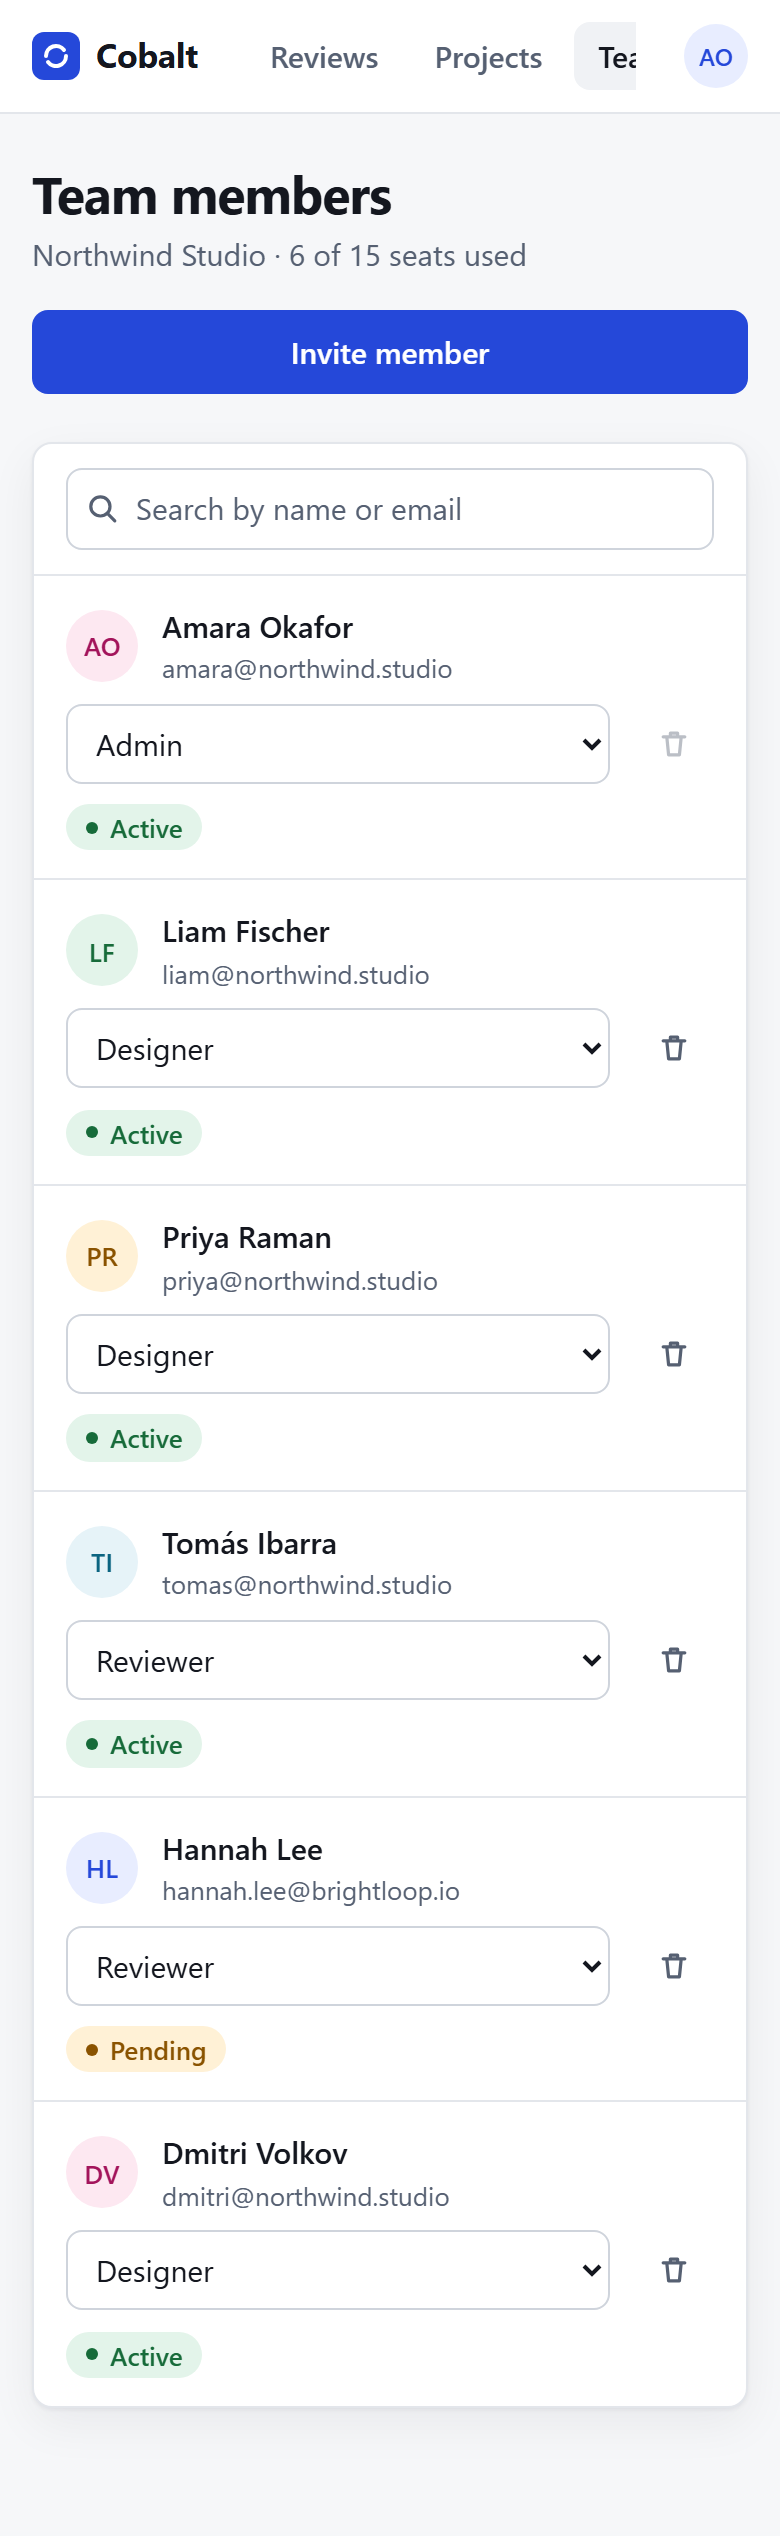 Cobalt Reviews Projects Tea AO
Team members
Northwind Studio · 6 of 15 seats used
Invite member
Search by name or email
AO Amara Okafor
amara@northwind.studio
Admin
Active
LF Liam Fischer
liam@northwind.studio
Designer
Active
PR Priya Raman
priya@northwind.studio
Designer
Active
TI Tomás Ibarra
tomas@northwind.studio
Reviewer
Active
HL Hannah Lee
hannah.lee@brightloop.io
Reviewer
Pending
DV Dmitri Volkov
dmitri@northwind.studio
Designer
Active